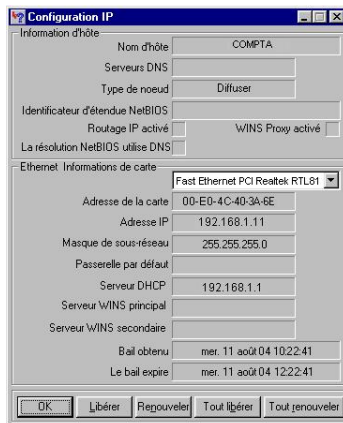 Configuration IP
Information d'hôte
Nom d'hôte COMPTA
Serveurs DNS
Type de noeud Diffuser
Identificateur d'étendue NetBIOS
Routage IP activé WINS Proxy activé
La résolution NetBIOS utilise DNS
Ethernet Informations de carte
Fast Ethernet PCI Realtek RTL81
Adresse de la carte 00-E0-4C-40-3A-6E
Adresse IP 192.168.1.11
Masque de sous-réseau 255.255.255.0
Passerelle par défaut
Serveur DHCP 192.168.1.1
Serveur WINS principal
Serveur WINS secondaire
Bail obtenu mer. 11 août 04 10:22:41
Le bail expire mer. 11 août 04 12:22:41
OK Libérer Renouveler Tout libérer Tout renouveler